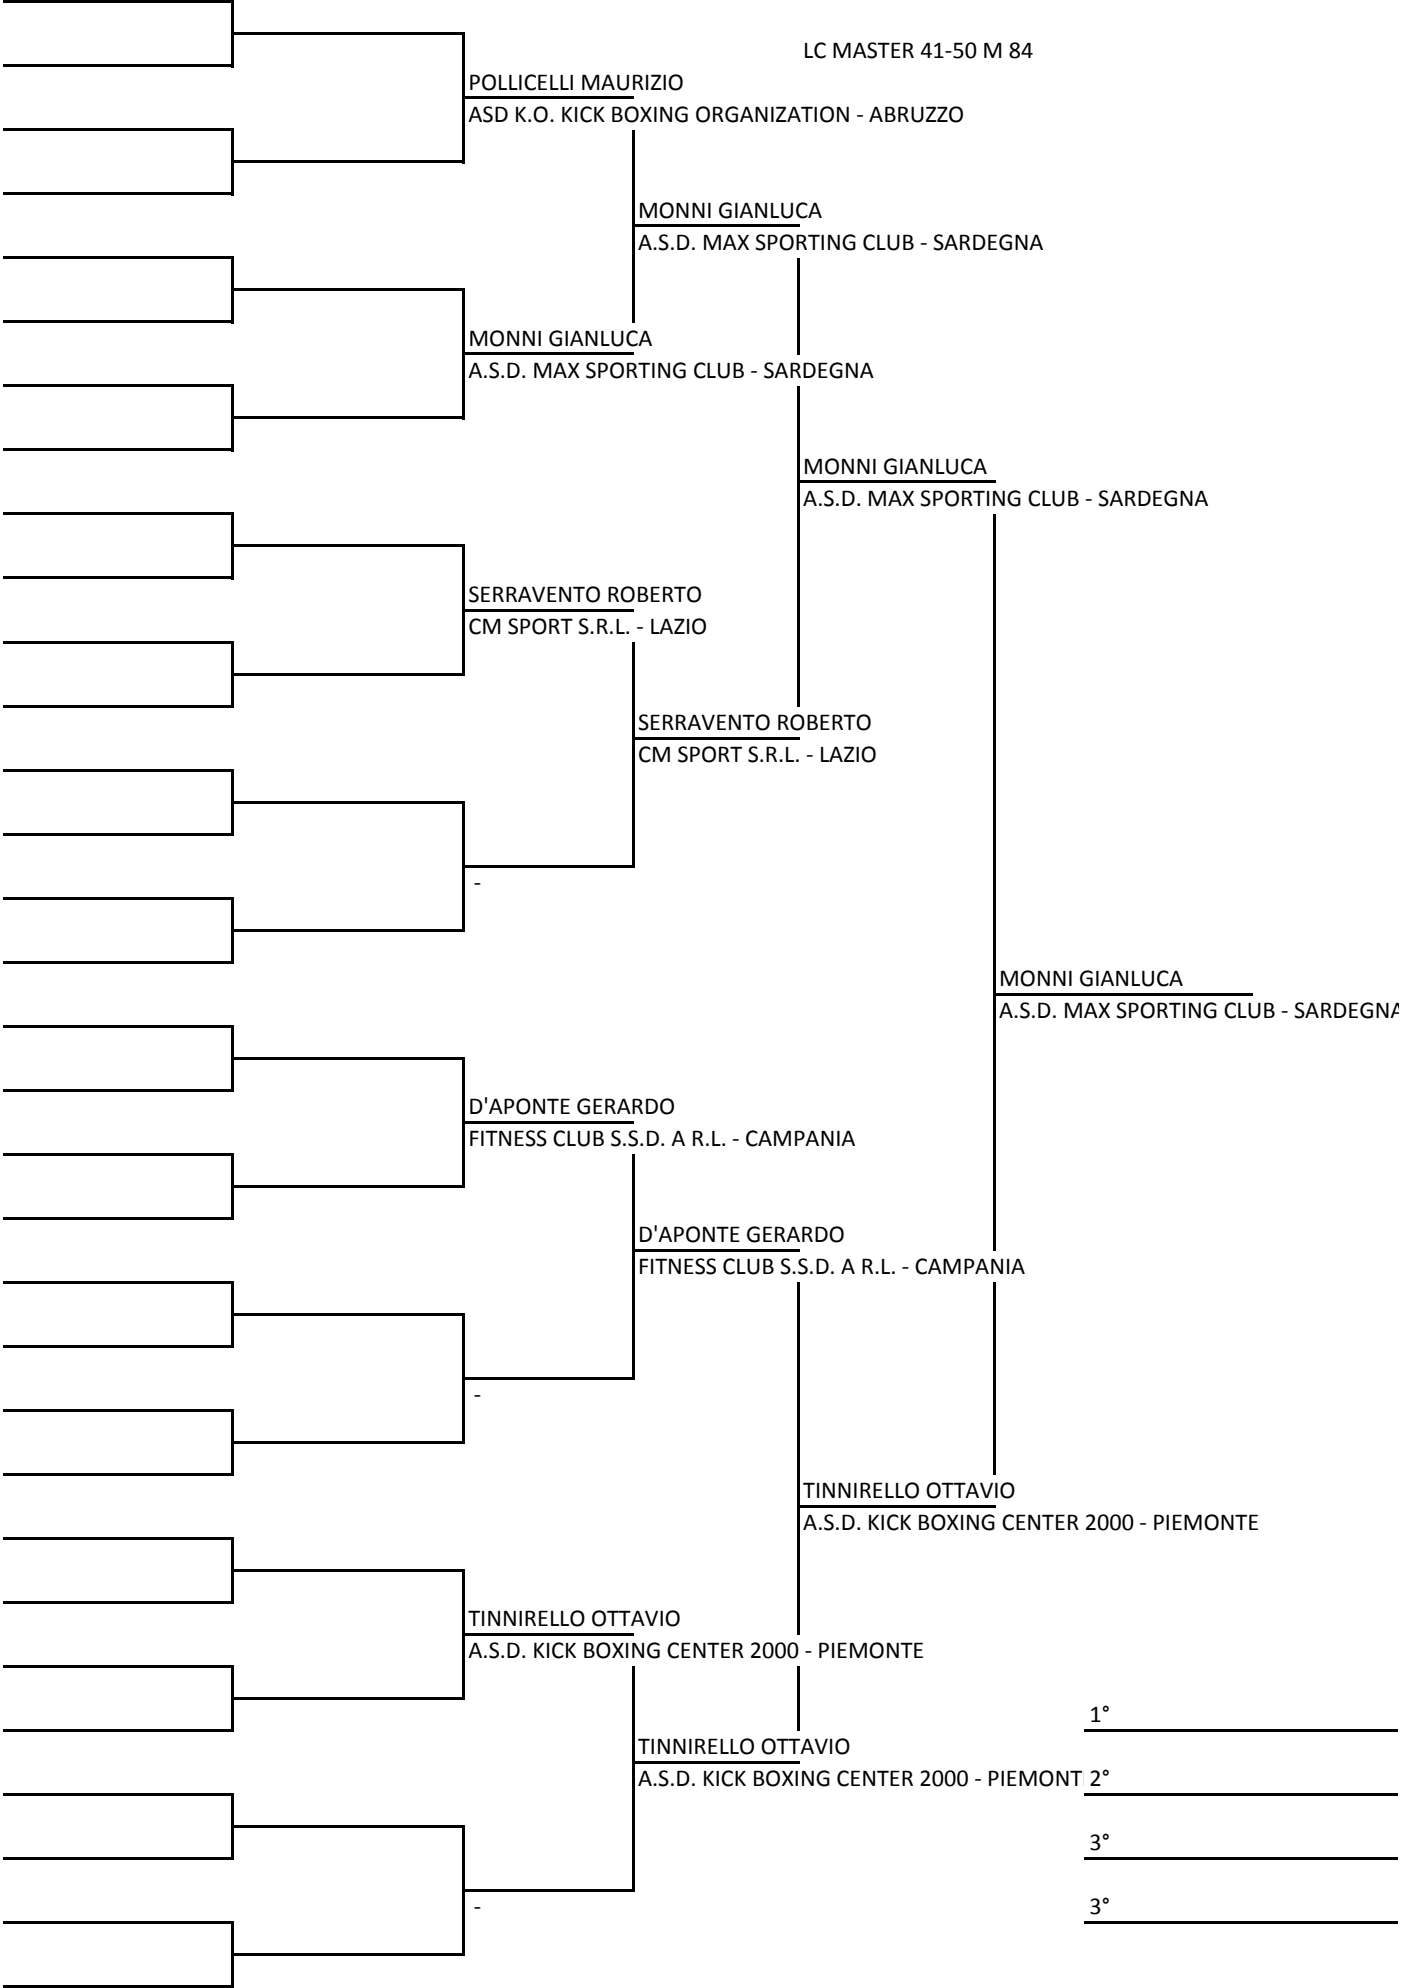 LC MASTER 41-50 M 84
POLLICELLI MAURIZIO
ASD K.O. KICK BOXING ORGANIZATION - ABRUZZO
MONNI GIANLUCA
A.S.D. MAX SPORTING CLUB - SARDEGNA
MONNI GIANLUCA
A.S.D. MAX SPORTING CLUB - SARDEGNA
MONNI GIANLUCA
A.S.D. MAX SPORTING CLUB - SARDEGNA
SERRAVENTO ROBERTO
CM SPORT S.R.L. - LAZIO
SERRAVENTO ROBERTO
CM SPORT S.R.L. - LAZIO
-
MONNI GIANLUCA
A.S.D. MAX SPORTING CLUB - SARDEGNA
D'APONTE GERARDO
FITNESS CLUB S.S.D. A R.L. - CAMPANIA
D'APONTE GERARDO
FITNESS CLUB S.S.D. A R.L. - CAMPANIA
-
TINNIRELLO OTTAVIO
A.S.D. KICK BOXING CENTER 2000 - PIEMONTE
TINNIRELLO OTTAVIO
A.S.D. KICK BOXING CENTER 2000 - PIEMONTE
1°
TINNIRELLO OTTAVIO
A.S.D. KICK BOXING CENTER 2000 - PIEMONT
2°
3°
-
3°